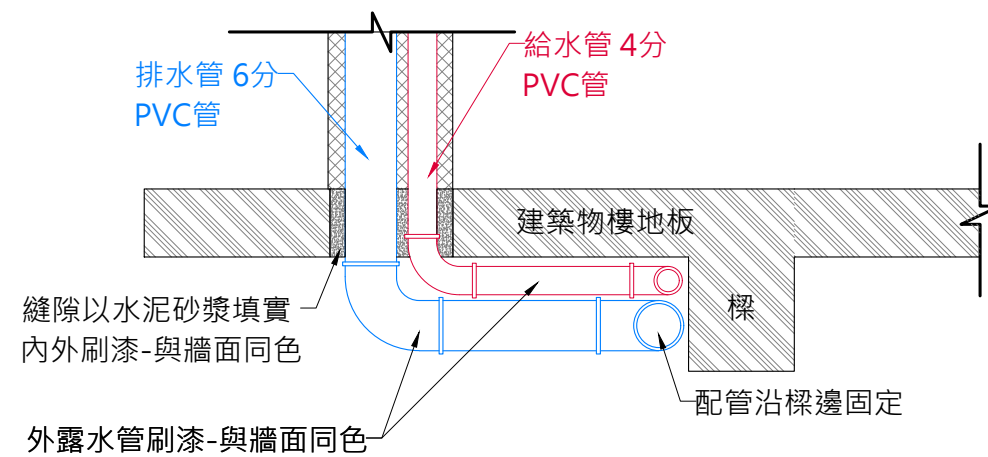 給水管 4分
PVC管
排水管 6分
PVC管
建築物樓地板
樑
縫隙以水泥砂漿填實
內外刷漆-與牆面同色
配管沿樑邊固定
外露水管刷漆-與牆面同色